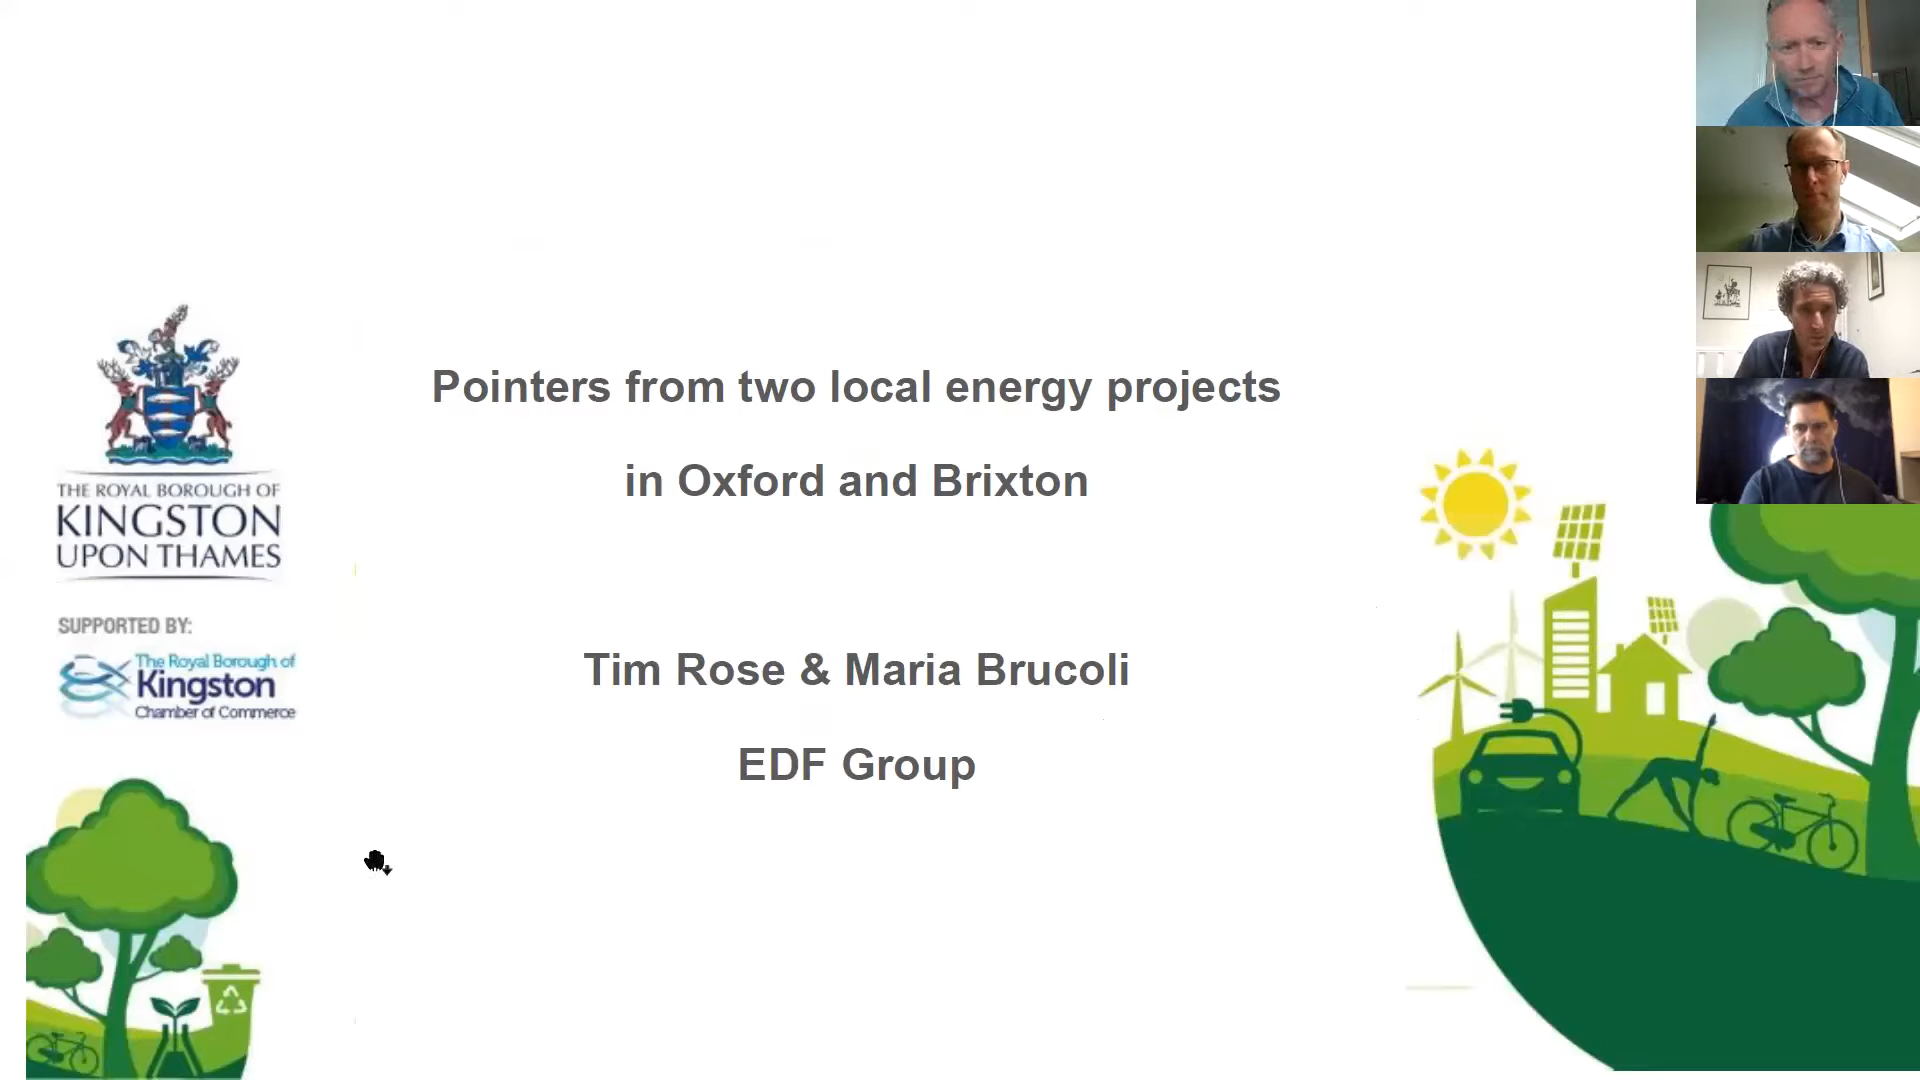 THE ROYAL BOROUGH OF
KINGSTON
UPON THAMES
SUPPORTED BY:
The Royal Borough of
Kingston
Chamber of Commerce
Pointers from two local energy projects
in Oxford and Brixton
Tim Rose & Maria Brucoli
EDF Group